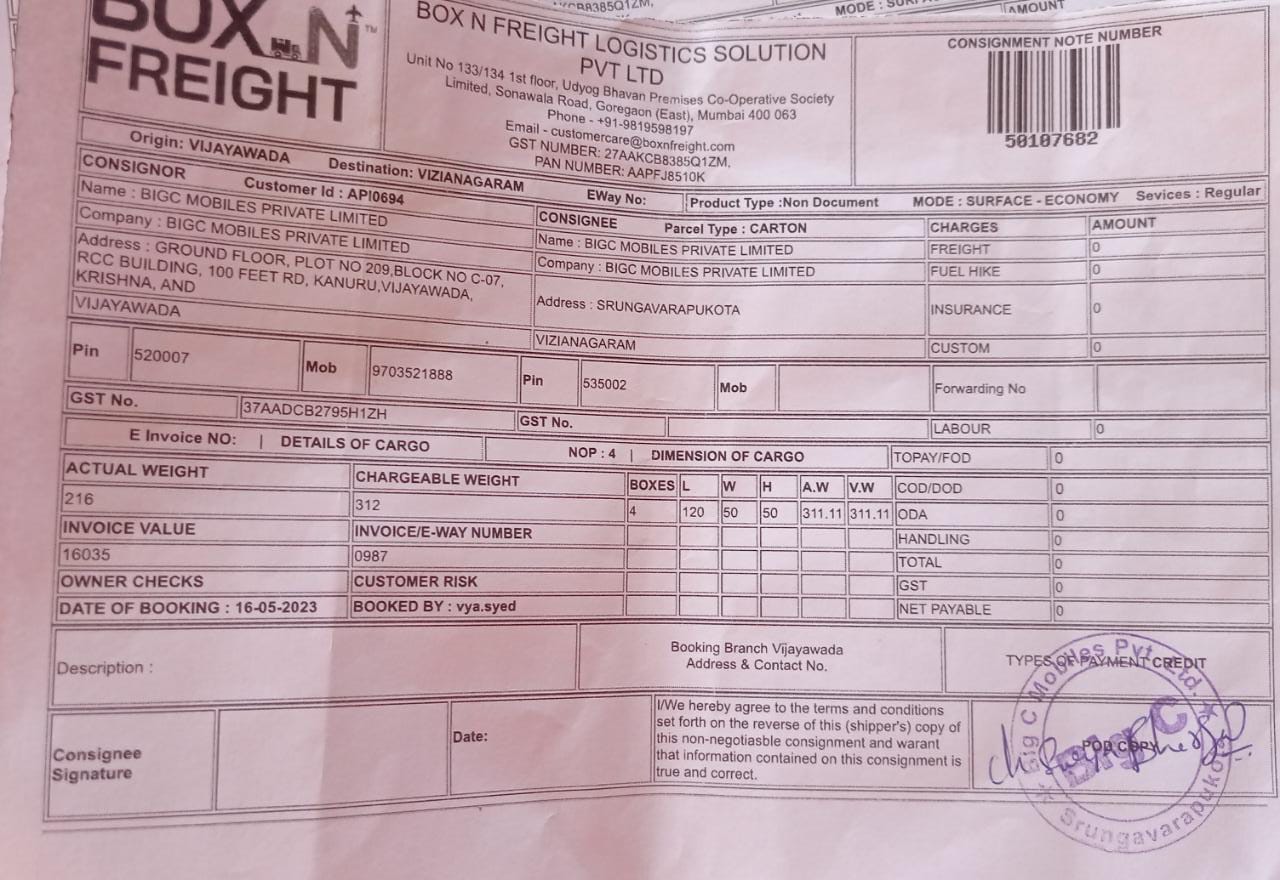 KCB8385Q1ZM,
MODE : SURFA
AMOUNT
BOX N
FREIGHT
TM
BOX N FREIGHT LOGISTICS SOLUTION
PVT LTD
Unit No 133/134 1st floor, Udyog Bhavan Premises Co-Operative Society
Limited, Sonawala Road, Goregaon (East), Mumbai 400 063
Phone - +91-9819598197
Email - customercare@boxnfreight.com
GST NUMBER: 27AAKCB8385Q1ZM,
PAN NUMBER: AAPFJ8510K
CONSIGNMENT NOTE NUMBER
50107682
Origin: VIJAYAWADA Destination: VIZIANAGARAM EWay No: Product Type :Non Document MODE : SURFACE - ECONOMY Sevices : Regular
CONSIGNOR Customer Id : API0694 CONSIGNEE Parcel Type : CARTON CHARGES AMOUNT
Name : BIGC MOBILES PRIVATE LIMITED Name : BIGC MOBILES PRIVATE LIMITED FREIGHT 0
Company : BIGC MOBILES PRIVATE LIMITED Company : BIGC MOBILES PRIVATE LIMITED FUEL HIKE 0
Address : GROUND FLOOR, PLOT NO 209,BLOCK NO C-07,
RCC BUILDING, 100 FEET RD, KANURU,VIJAYAWADA,
KRISHNA, AND
Address : SRUNGAVARAPUKOTA INSURANCE 0
VIJAYAWADA VIZIANAGARAM CUSTOM 0
Pin 520007 Mob 9703521888 Pin 535002 Mob Forwarding No
GST No. 37AADCB2795H1ZH GST No. LABOUR 0
E Invoice NO: | DETAILS OF CARGO NOP : 4 | DIMENSION OF CARGO TOPAY/FOD 0
ACTUAL WEIGHT CHARGEABLE WEIGHT BOXES L W H A.W V.W COD/DOD 0
216 312 4 120 50 50 311.11 311.11 ODA 0
INVOICE VALUE INVOICE/E-WAY NUMBER HANDLING 0
16035 0987 TOTAL 0
OWNER CHECKS CUSTOMER RISK GST 0
DATE OF BOOKING : 16-05-2023 BOOKED BY : vya.syed NET PAYABLE 0
Description :
Booking Branch Vijayawada
Address & Contact No.
TYPES OF PAYMENT CREDIT
Consignee
Signature
Date:
I/We hereby agree to the terms and conditions
set forth on the reverse of this (shipper's) copy of
this non-negotiasble consignment and warant
that information contained on this consignment is
true and correct.
POD COPY
Big C Mobiles Pvt. Ltd.
Big C
Srungavarapukota